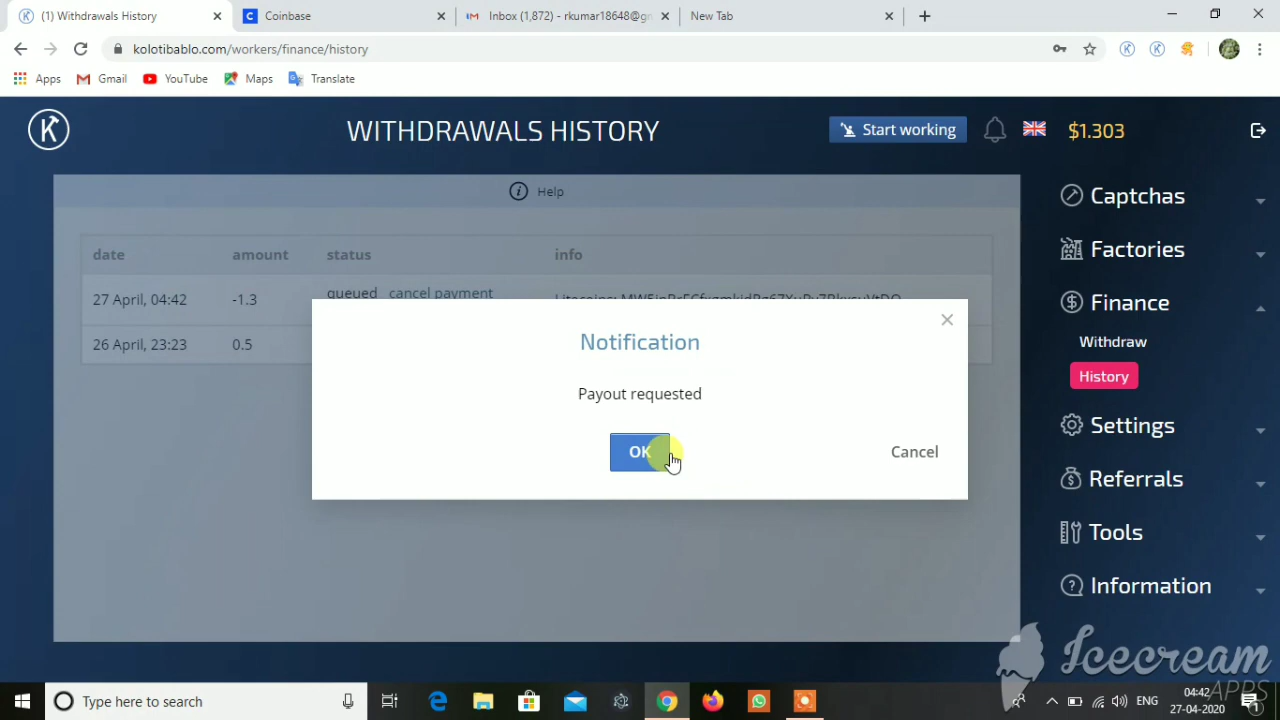 (1) Withdrawals History
Coinbase
Inbox (1,872) - rkumar18648@gm
New Tab
kolotibablo.com/workers/finance/history
Apps Gmail YouTube Maps Translate
K
WITHDRAWALS HISTORY
Start working
$1.303
Help
date amount status info
27 April, 04:42 -1.3 queued cancel payment
26 April, 23:23 0.5
Notification
Payout requested
OK Cancel
Captchas
Factories
Finance
Withdraw
History
Settings
Referrals
Tools
Information
Icecream
APPS
Type here to search
ENG
04:42
27-04-2020